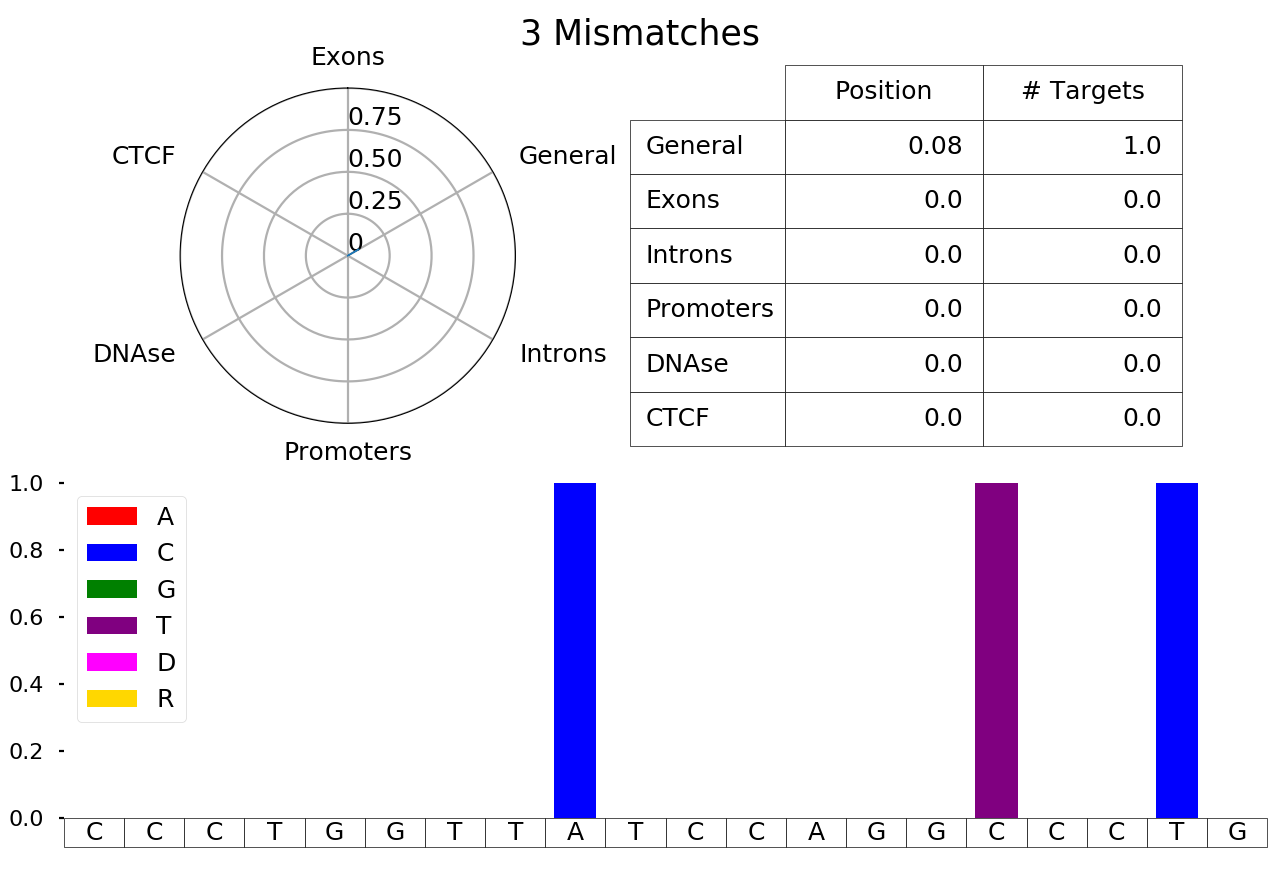 3 Mismatches
Exons
General
Introns
Promoters
DNAse
CTCF
0.75
0.50
0.25
0
Position # Targets
General 0.08 1.0
Exons 0.0 0.0
Introns 0.0 0.0
Promoters 0.0 0.0
DNAse 0.0 0.0
CTCF 0.0 0.0
1.0
0.8
0.6
0.4
0.2
0.0
A
C
G
T
D
R
C C C T G G T T A T C C A G G C C C T G